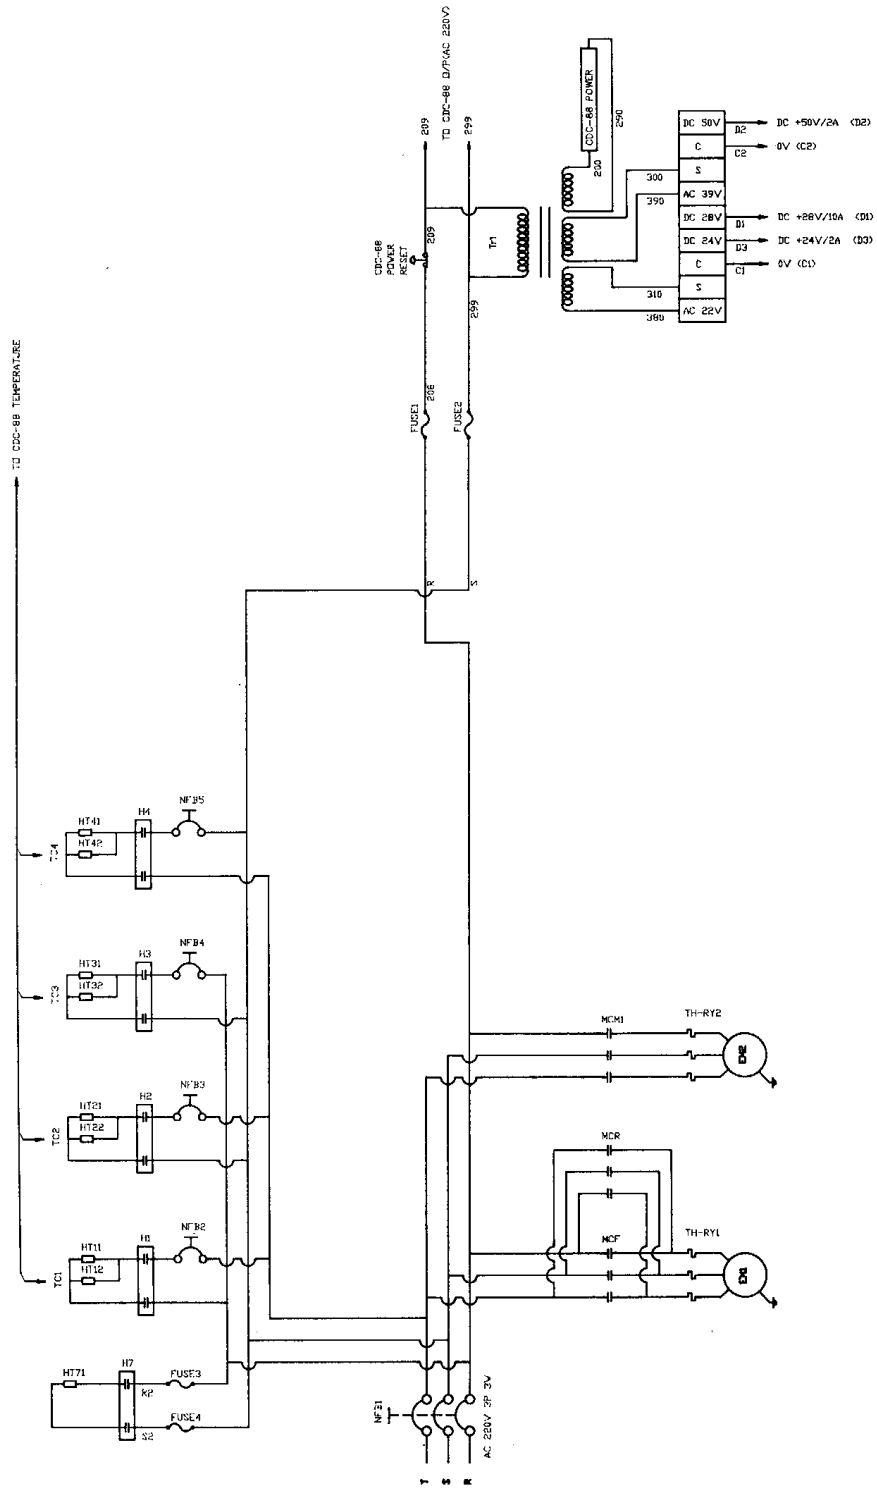 TO CDC-88 TEMPERATURE
TO CDC-88 O/P(AC 220V)
209
299
CDC-88 POWER
290
200
DC 50V
D2
DC +50V/2A (D2)
C
C2
0V (C2)
S
300
AC 39V
390
DC 28V
D1
DC +28V/10A (D1)
DC 24V
D3
DC +24V/2A (D3)
C
C1
0V (C1)
S
310
AC 22V
380
Tr1
CDC-88
POWER
RESET
209
299
208
FUSE1
FUSE2
R
S
TC4
HT41
HT42
H4
NFB5
TC3
HT31
HT32
H3
NFB4
TC2
HT21
HT22
H2
NFB3
TC1
HT11
HT12
H1
NFB2
HT71
H7
R2
S2
FUSE3
FUSE4
MCM1
TH-RY2
EM2
MCR
MCF
TH-RY1
EM1
NFB1
AC 220V 3P 3W
T
S
R